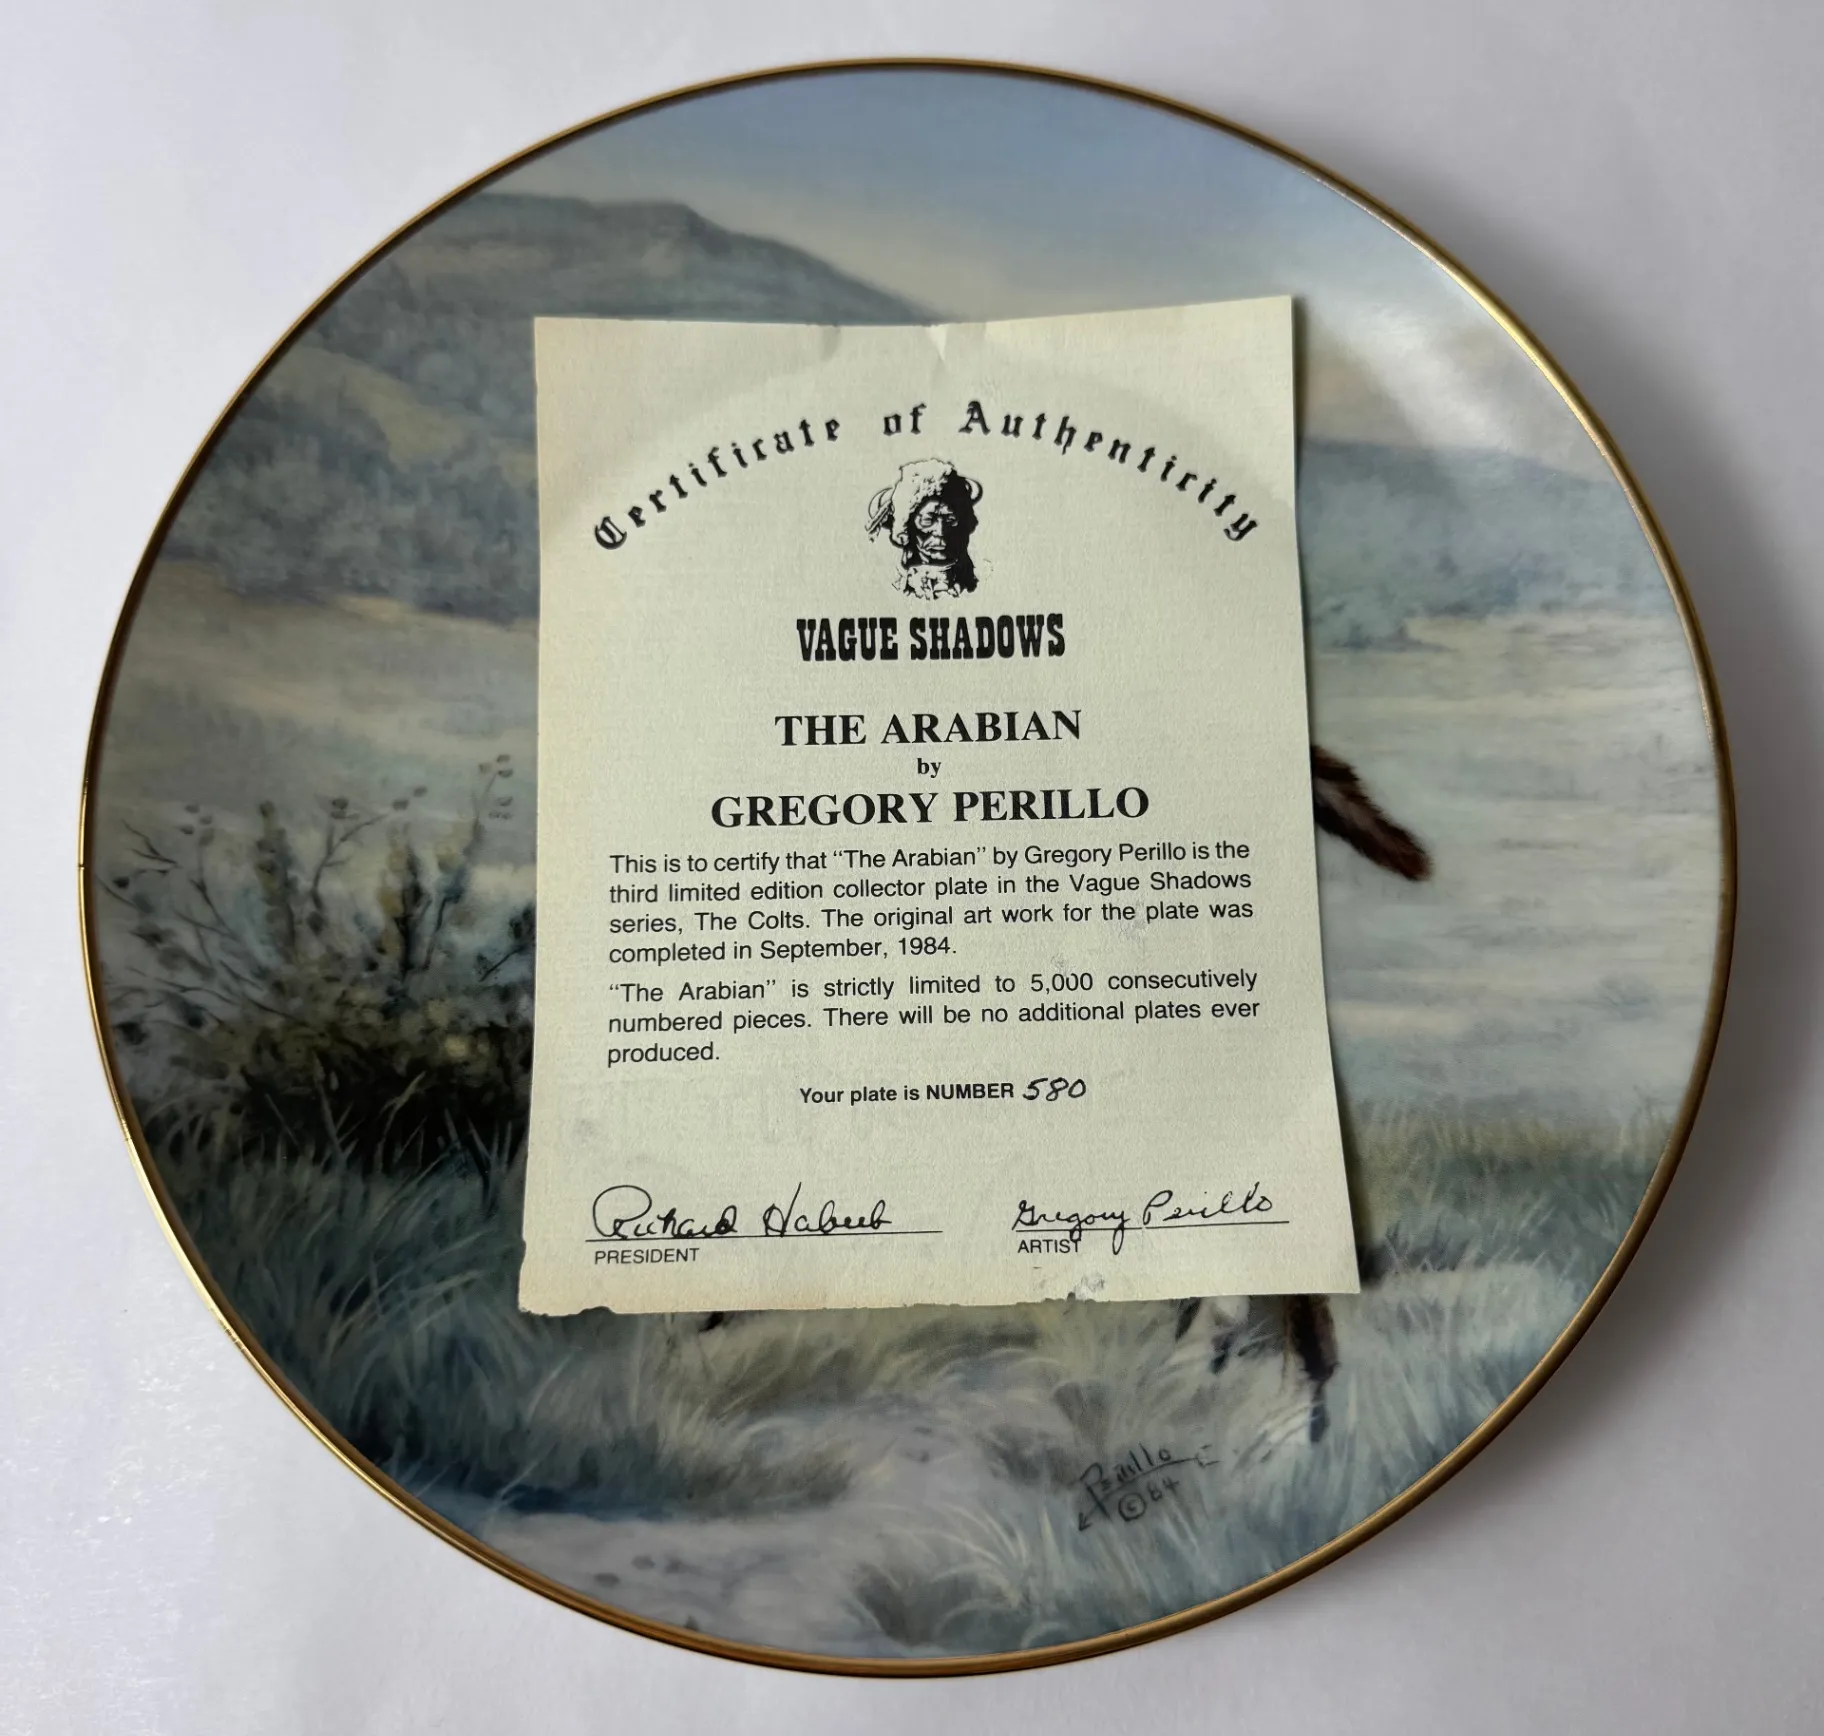 Certificate of Authenticity
VAGUE SHADOWS
THE ARABIAN
by
GREGORY PERILLO
This is to certify that “The Arabian” by Gregory Perillo is the
third limited edition collector plate in the Vague Shadows
series, The Colts. The original art work for the plate was
completed in September, 1984.
“The Arabian” is strictly limited to 5,000 consecutively
numbered pieces. There will be no additional plates ever
produced.
Your plate is NUMBER 580
Richard Habeeb
PRESIDENT
Gregory Perillo
ARTIST
Perillo
© 84